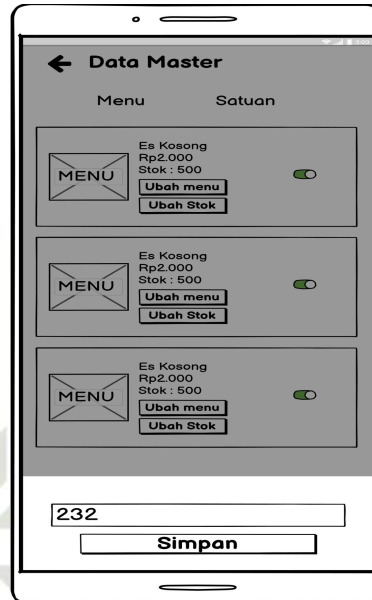 Data Master
Menu Satuan
Es Kosong
Rp2.000
Stok : 500
MENU
Ubah menu
Ubah Stok
Es Kosong
Rp2.000
Stok : 500
MENU
Ubah menu
Ubah Stok
Es Kosong
Rp2.000
Stok : 500
MENU
Ubah menu
Ubah Stok
232
Simpan